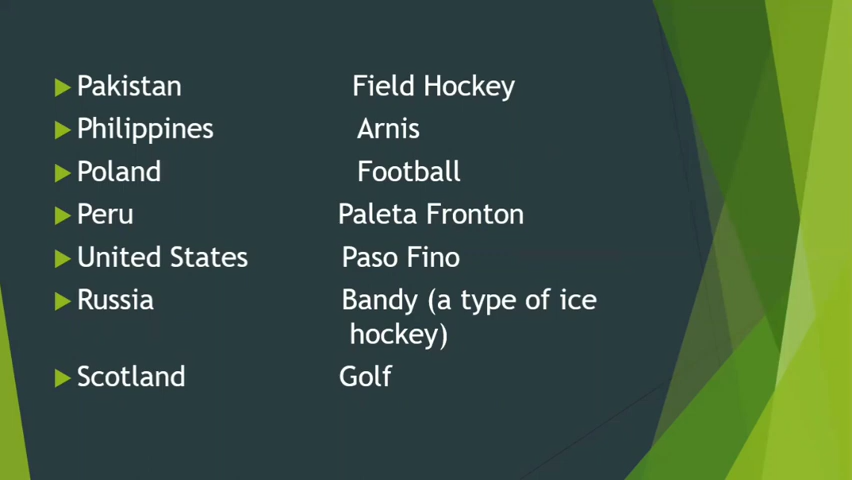 Pakistan Field Hockey
Philippines Arnis
Poland Football
Peru Paleta Fronton
United States Paso Fino
Russia Bandy (a type of ice
hockey)
Scotland Golf